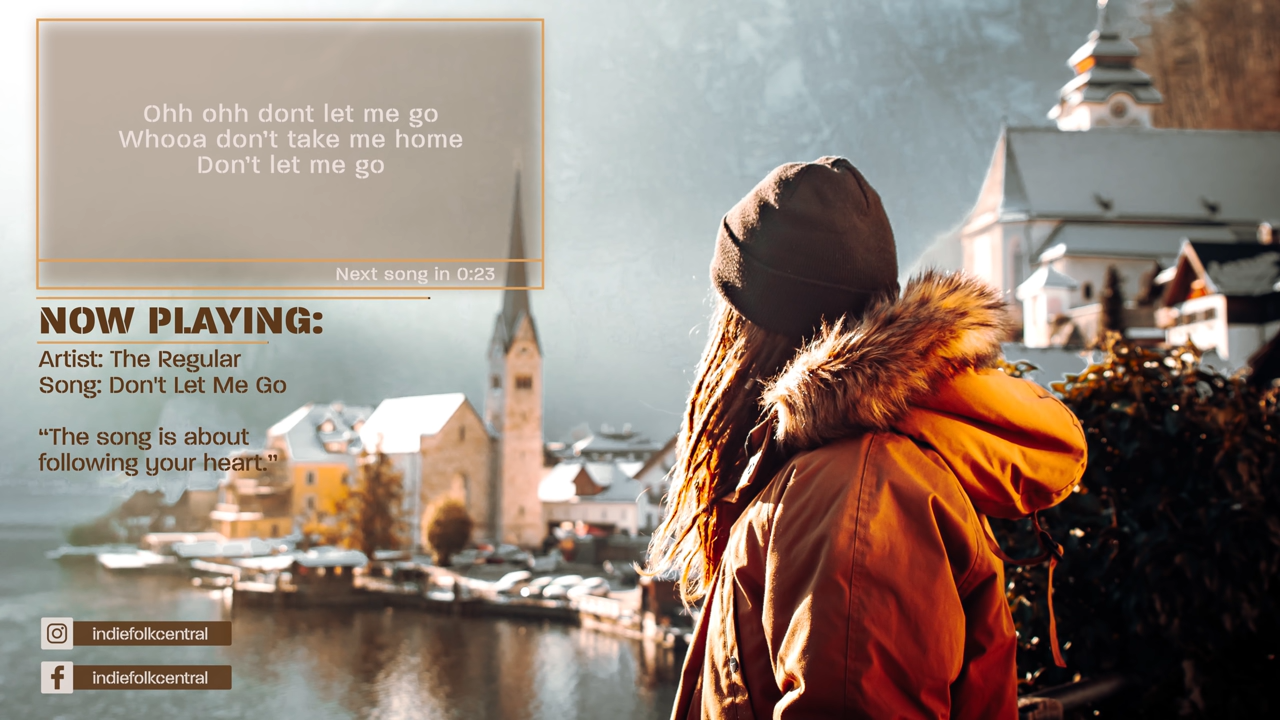 Ohh ohh dont let me go
Whooa don't take me home
Don't let me go
Next song in 0:23
NOW PLAYING:
Artist: The Regular
Song: Don't Let Me Go
“The song is about
following your heart.”
indiefolkcentral
indiefolkcentral